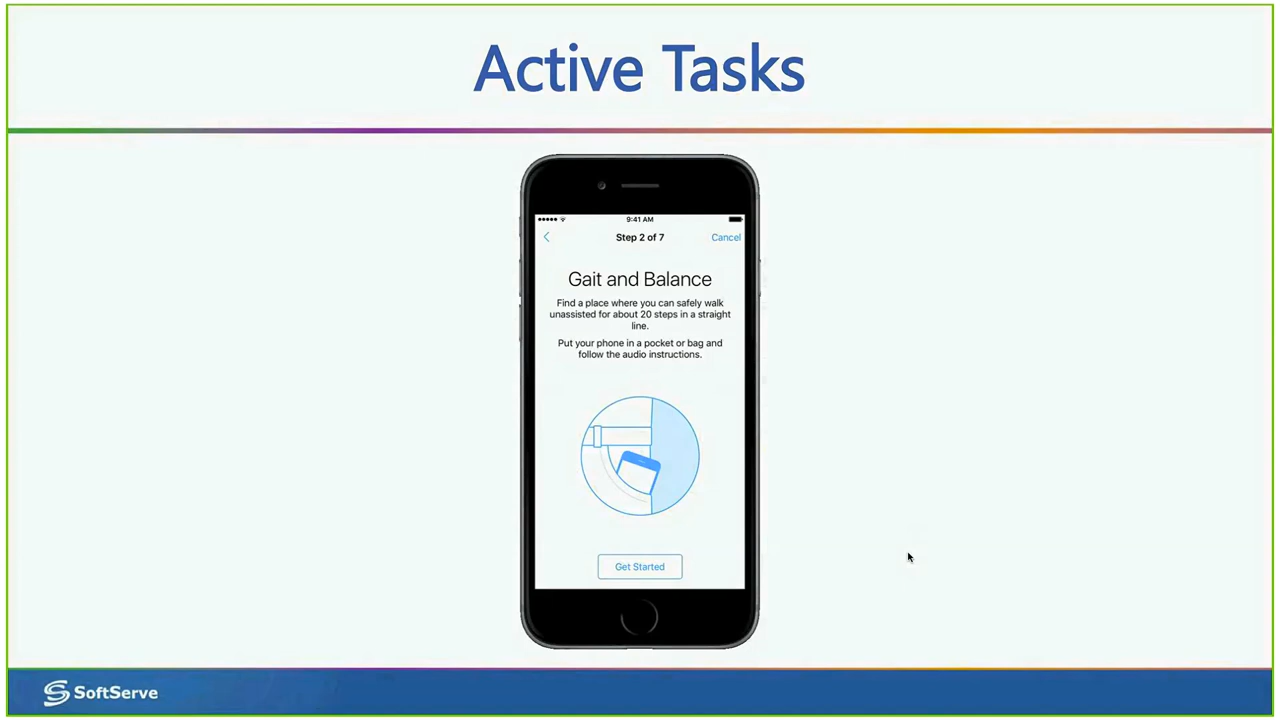 Active Tasks
9:41 AM
Step 2 of 7
Cancel
Gait and Balance
Find a place where you can safely walk
unassisted for about 20 steps in a straight
line.
Put your phone in a pocket or bag and
follow the audio instructions.
Get Started
SoftServe